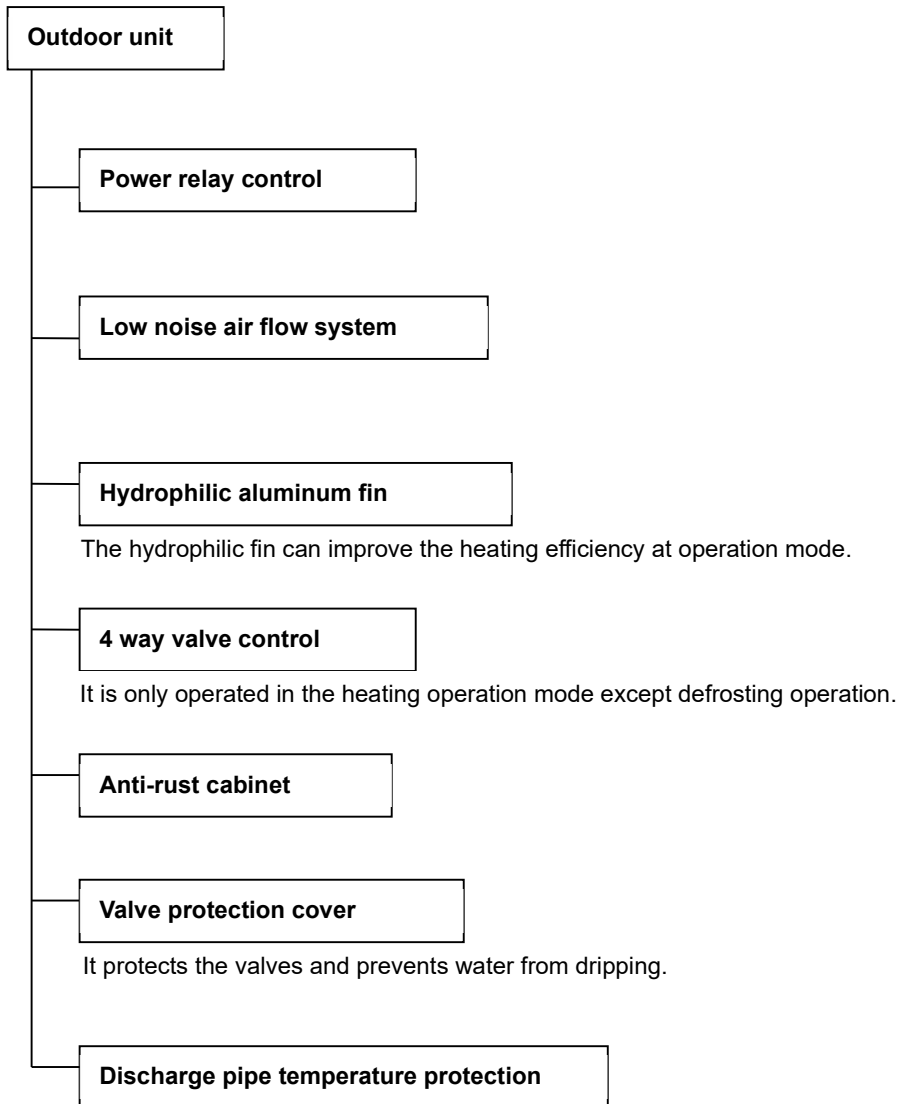 Outdoor unit
Power relay control
Low noise air flow system
Hydrophilic aluminum fin
The hydrophilic fin can improve the heating efficiency at operation mode.
4 way valve control
It is only operated in the heating operation mode except defrosting operation.
Anti-rust cabinet
Valve protection cover
It protects the valves and prevents water from dripping.
Discharge pipe temperature protection